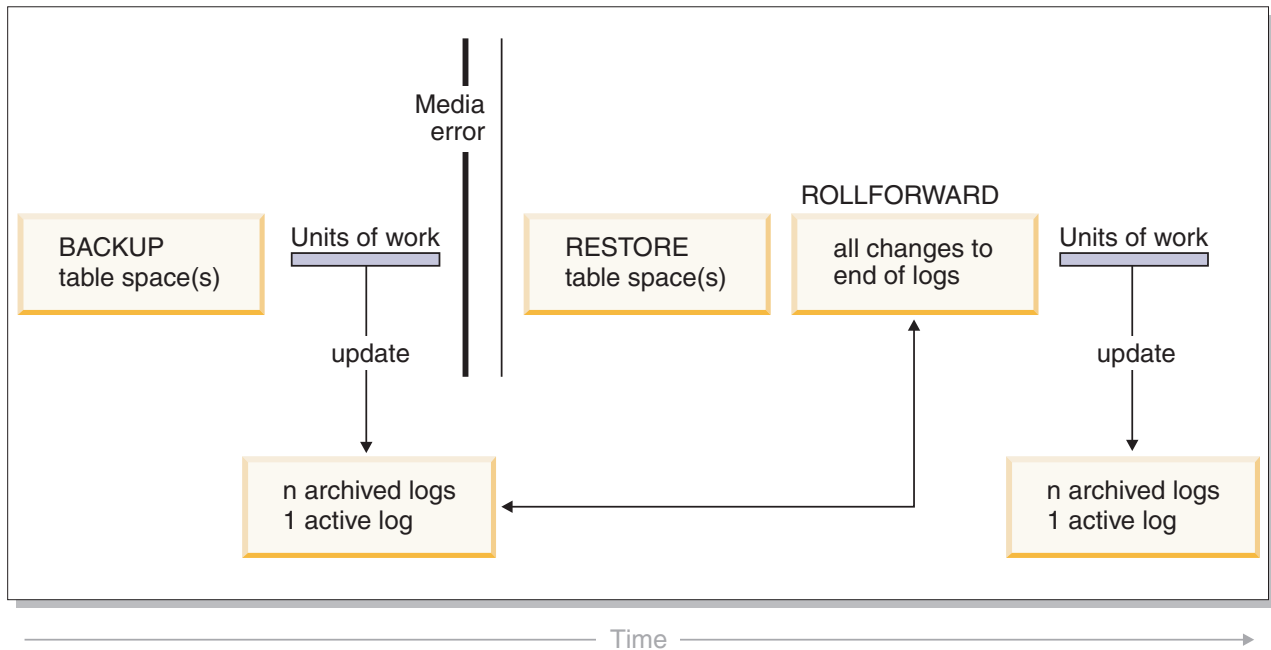 Media
error
ROLLFORWARD
BACKUP
table space(s)
Units of work
RESTORE
table space(s)
all changes to
end of logs
Units of work
update
update
n archived logs
1 active log
n archived logs
1 active log
Time